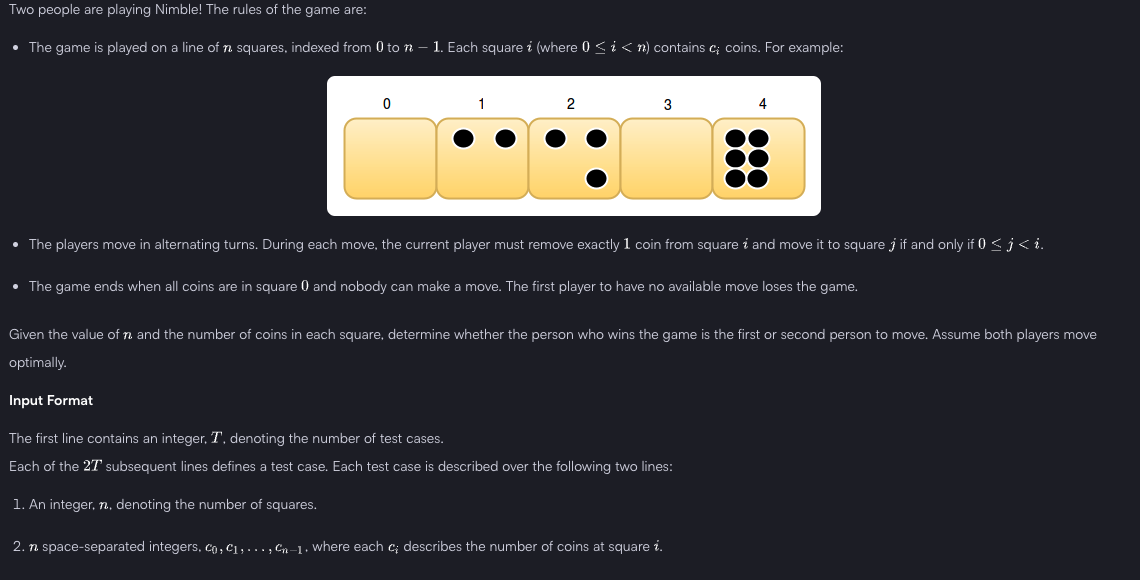 Two people are playing Nimble! The rules of the game are:
• The game is played on a line of n squares, indexed from 0 to n − 1. Each square i (where 0 ≤ i < n) contains cᵢ coins. For example:
0 1 2 3 4
• The players move in alternating turns. During each move, the current player must remove exactly 1 coin from square i and move it to square j if and only if 0 ≤ j < i.
• The game ends when all coins are in square 0 and nobody can make a move. The first player to have no available move loses the game.
Given the value of n and the number of coins in each square, determine whether the person who wins the game is the first or second person to move. Assume both players move
optimally.
Input Format
The first line contains an integer, T, denoting the number of test cases.
Each of the 2T subsequent lines defines a test case. Each test case is described over the following two lines:
1. An integer, n, denoting the number of squares.
2. n space-separated integers, c₀, c₁, . . . , cₙ₋₁, where each cᵢ describes the number of coins at square i.